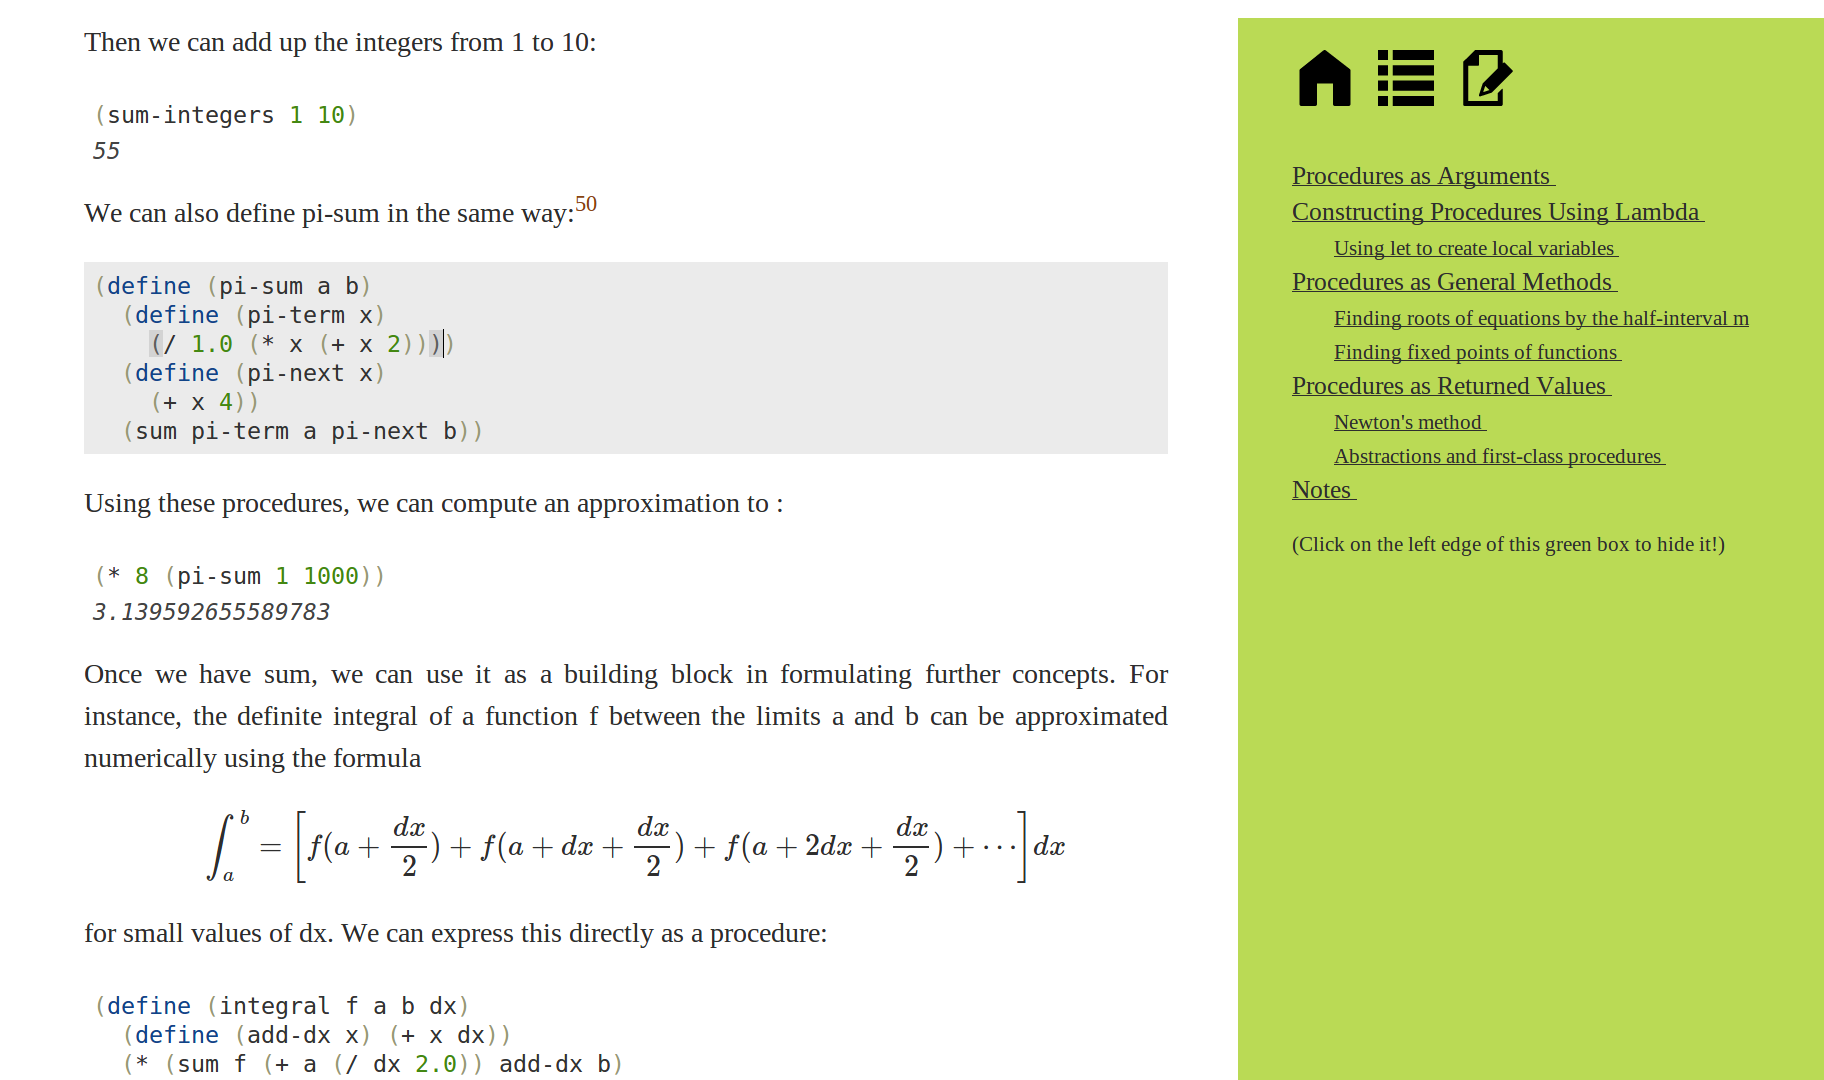 Then we can add up the integers from 1 to 10:
(sum-integers 1 10)
55
We can also define pi-sum in the same way:50
(define (pi-sum a b)
  (define (pi-term x)
    (/ 1.0 (* x (+ x 2))))
  (define (pi-next x)
    (+ x 4))
  (sum pi-term a pi-next b))
Using these procedures, we can compute an approximation to :
(* 8 (pi-sum 1 1000))
3.139592655589783
Once we have sum, we can use it as a building block in formulating further concepts. For
instance, the definite integral of a function f between the limits a and b can be approximated
numerically using the formula
∫_a^b = [f(a + dx/2) + f(a + dx + dx/2) + f(a + 2dx + dx/2) + ···] dx
for small values of dx. We can express this directly as a procedure:
(define (integral f a b dx)
  (define (add-dx x) (+ x dx))
  (* (sum f (+ a (/ dx 2.0)) add-dx b)
Procedures as Arguments
Constructing Procedures Using Lambda
Using let to create local variables
Procedures as General Methods
Finding roots of equations by the half-interval m
Finding fixed points of functions
Procedures as Returned Values
Newton's method
Abstractions and first-class procedures
Notes
(Click on the left edge of this green box to hide it!)